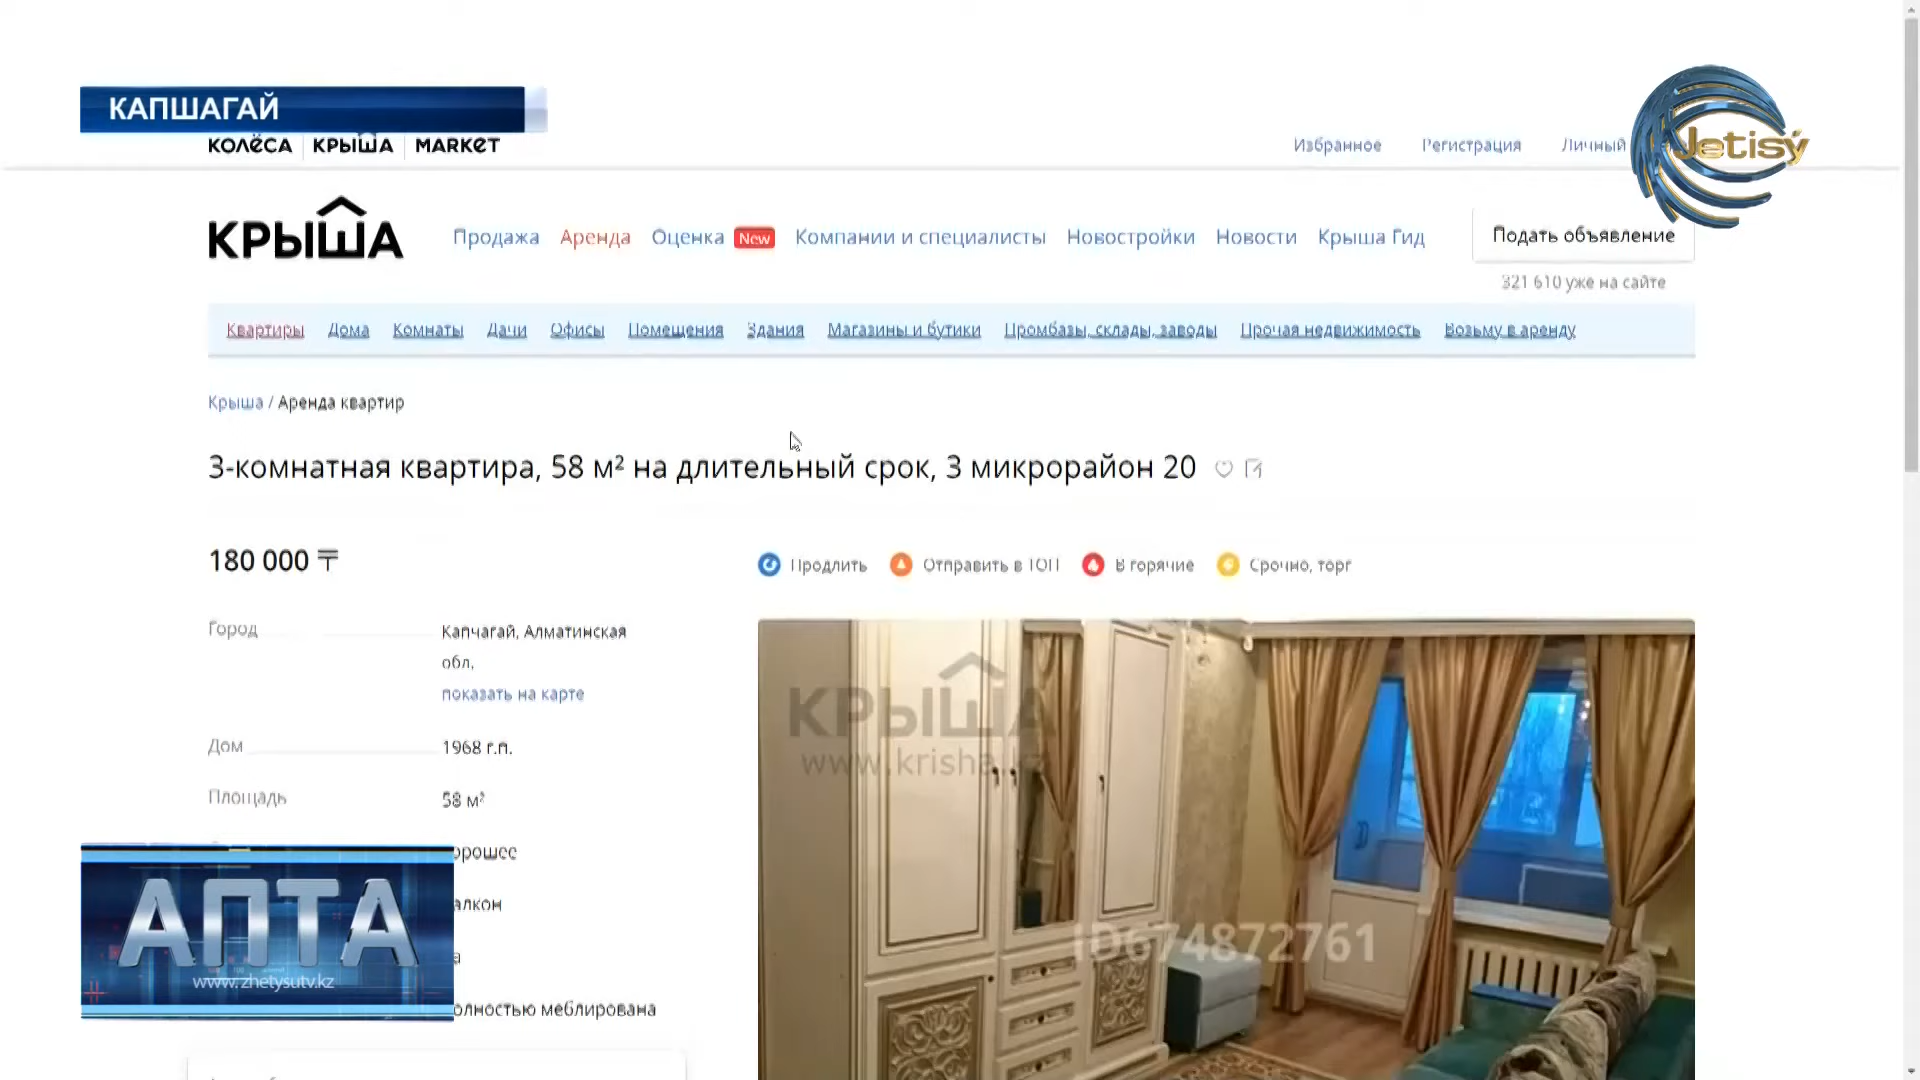 КАПШАГАЙ
Jetisý
КОЛЁСА КРЫША MARKET
Избранное Регистрация Личный
КРЫША Продажа Аренда Оценка New Компании и специалисты Новостройки Новости Крыша Гид Подать объявление
321 610 уже на сайте
Квартиры Дома Комнаты Дачи Офисы Помещения Здания Магазины и бутики Промбазы, склады, заводы Прочая недвижимость Возьму в аренду
Крыша / Аренда квартир
3-комнатная квартира, 58 м² на длительный срок, 3 микрорайон 20
180 000 ₸
Продлить Отправить в ТОП В горячие Срочно, торг
Город Капчагай, Алматинская
обл.
показать на карте
Дом 1968 г.п.
Площадь 58 м²
орошее
алкон
а
олностью меблирована
КРЫША
www.krisha.kz
ID674872761
АПТА
www.zhetysutv.kz